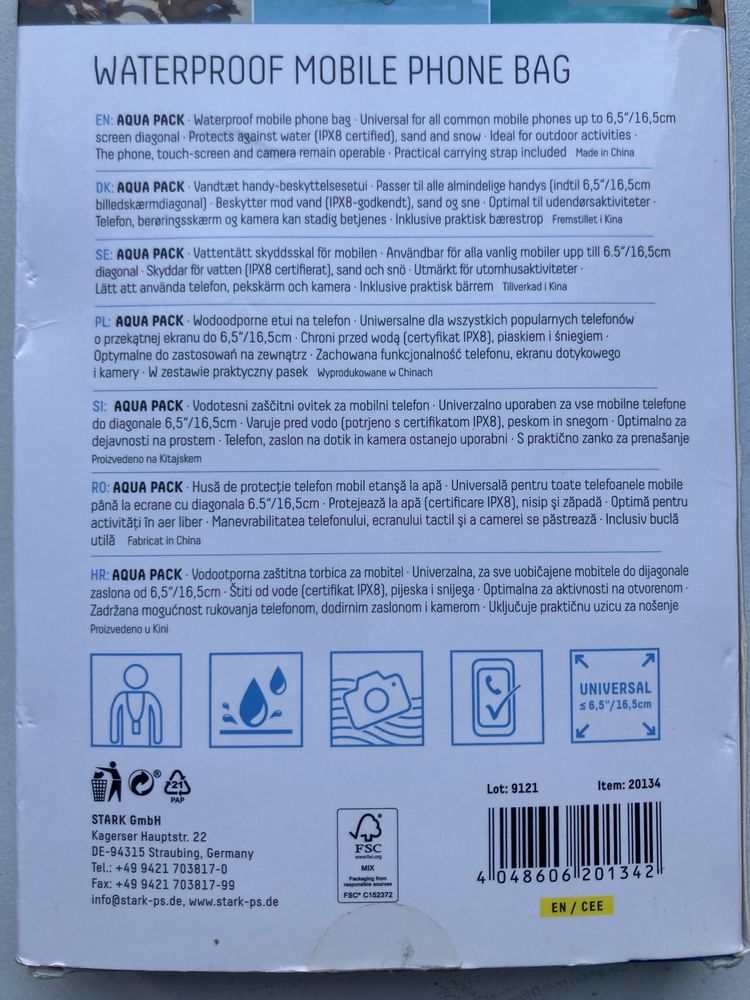 WATERPROOF MOBILE PHONE BAG
EN: AQUA PACK · Waterproof mobile phone bag · Universal for all common mobile phones up to 6,5“/16,5cm
screen diagonal · Protects against water (IPX8 certified), sand and snow · Ideal for outdoor activities ·
The phone, touch-screen and camera remain operable · Practical carrying strap included Made in China
DK: AQUA PACK · Vandtæt handy-beskyttelsesetui · Passer til alle almindelige handys (indtil 6,5“/16,5cm
billedskærmdiagonal) · Beskytter mod vand (IPX8-godkendt), sand og sne · Optimal til udendørsaktiviteter ·
Telefon, berøringsskærm og kamera kan stadig betjenes · Inklusive praktisk bærestrop Fremstillet i Kina
SE: AQUA PACK · Vattentätt skyddsskal för mobilen · Användbar för alla vanlig mobiler upp till 6.5“/16,5cm
diagonal · Skyddar för vatten (IPX8 certifierat), sand och snö · Utmärkt för utomhusaktiviteter ·
Lätt att använda telefon, pekskärm och kamera · Inklusive praktisk bärrem Tillverkad i Kina
PL: AQUA PACK · Wodoodporne etui na telefon · Uniwersalne dla wszystkich popularnych telefonów
o przekątnej ekranu do 6,5“/16,5cm · Chroni przed wodą (certyfikat IPX8), piaskiem i śniegiem ·
Optymalne do zastosowań na zewnątrz · Zachowana funkcjonalność telefonu, ekranu dotykowego
i kamery · W zestawie praktyczny pasek Wyprodukowane w Chinach
SI: AQUA PACK · Vodotesni zaščitni ovitek za mobilni telefon · Univerzalno uporaben za vse mobilne telefone
do diagonale 6,5“/16,5cm · Varuje pred vodo (potrjeno s certifikatom IPX8), peskom in snegom · Optimalno za
dejavnosti na prostem · Telefon, zaslon na dotik in kamera ostanejo uporabni · S praktično zanko za prenašanje
Proizvedeno na Kitajskem
RO: AQUA PACK · Husă de protecție telefon mobil etanşă la apă · Universală pentru toate telefoanele mobile
până la ecrane cu diagonala 6.5“/16,5cm · Protejează la apă (certificare IPX8), nisip şi zăpadă · Optimă pentru
activități în aer liber · Manevrabilitatea telefonului, ecranului tactil şi a camerei se păstrează · Inclusiv buclă
utilă Fabricat in China
HR: AQUA PACK · Vodootporna zaštitna torbica za mobitel · Univerzalna, za sve uobičajene mobitele do dijagonale
zaslona od 6,5“/16,5cm · Štiti od vode (certifikat IPX8), pijeska i snijega · Optimalna za aktivnosti na otvorenom ·
Zadržana mogućnost rukovanja telefonom, dodirnim zaslonom i kamerom · Uključuje praktičnu uzicu za nošenje
Proizvedeno u Kini
UNIVERSAL
≤ 6,5“/16,5cm
21
PAP
STARK GmbH
Kagerser Hauptstr. 22
DE-94315 Straubing, Germany
Tel.: +49 9421 703817-0
Fax: +49 9421 703817-99
info@stark-ps.de, www.stark-ps.de
FSC
www.fsc.org
MIX
Packaging from
responsible sources
FSC® C152372
Lot: 9121 Item: 20134
4 048606 201342
EN / CEE